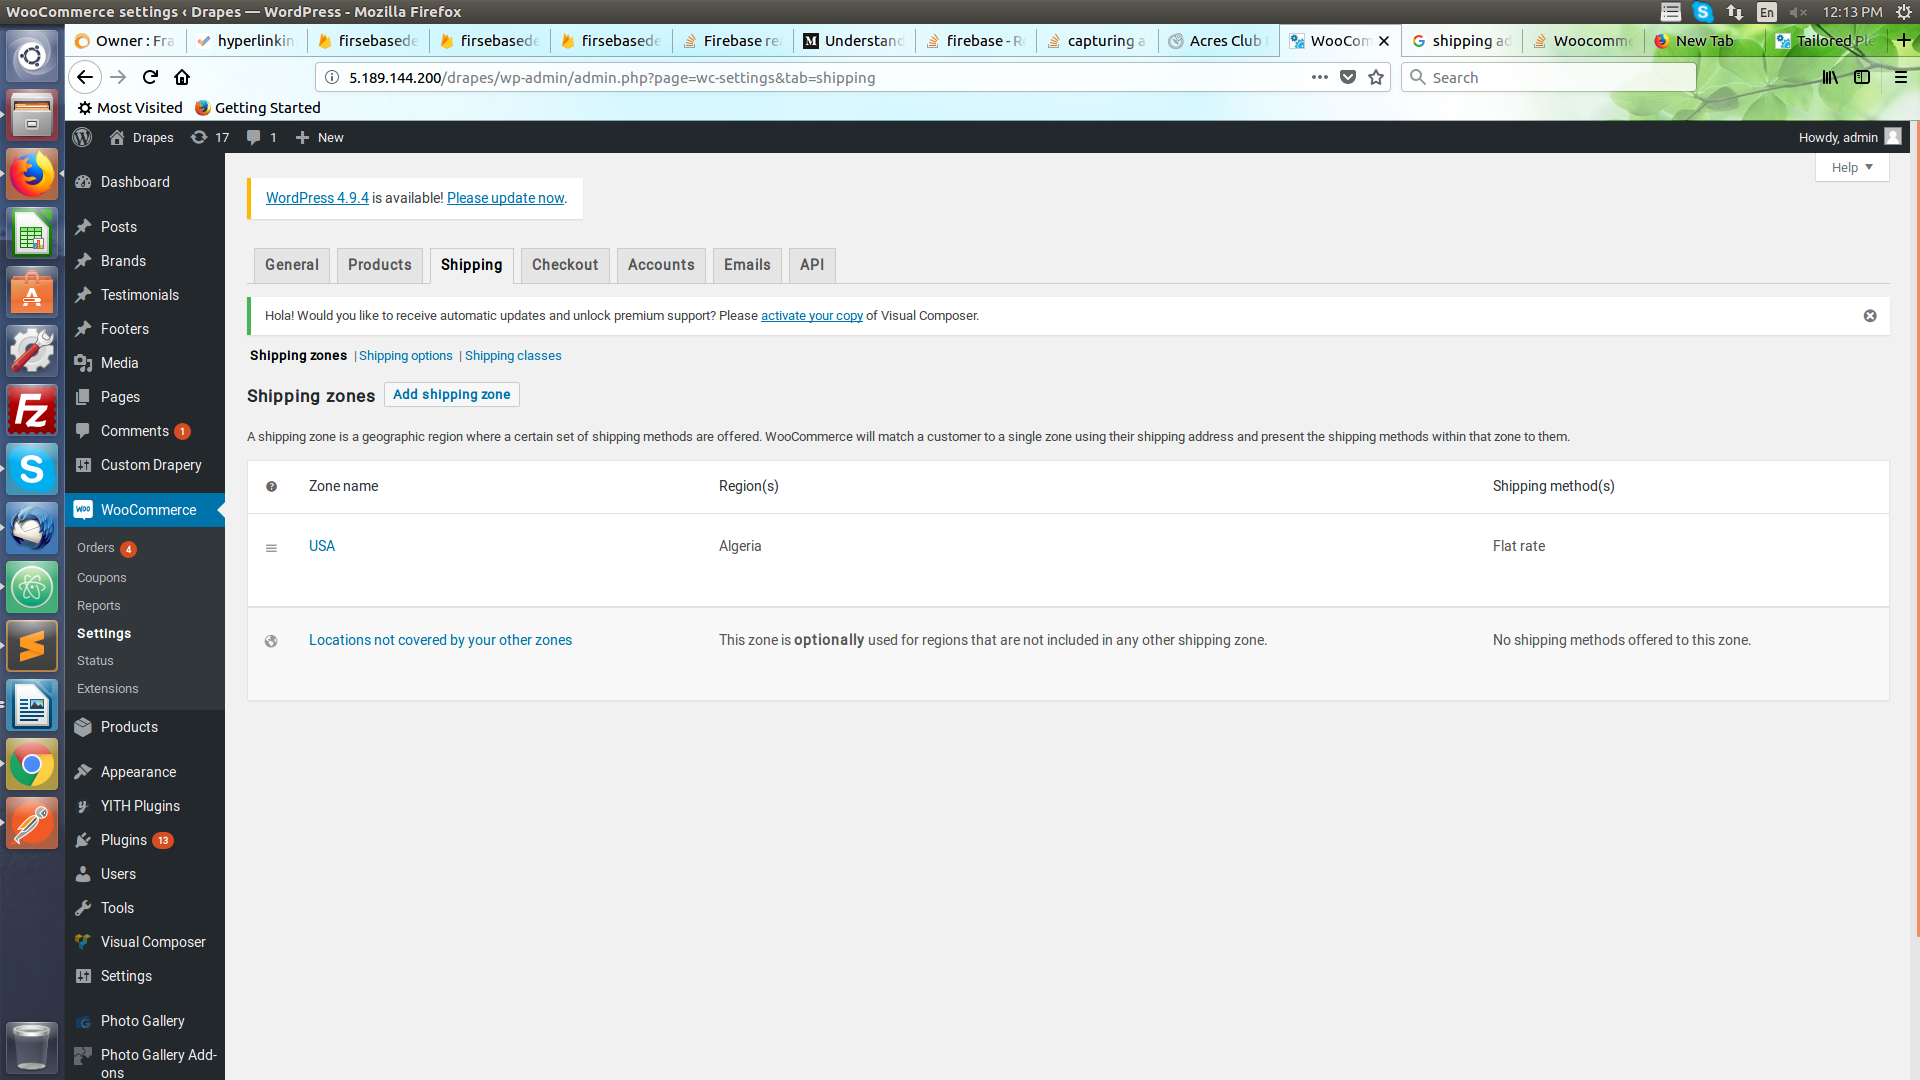 WooCommerce settings ‹ Drapes — WordPress - Mozilla Firefox
En
12:13 PM
Owner : Fra
hyperlinkin
firsebasede
firsebasede
firsebasede
Firebase rea
Understand
firebase - Re
capturing a
Acres Club
WooCom
shipping ad
Woocomme
New Tab
Tailored Ple
5.189.144.200/drapes/wp-admin/admin.php?page=wc-settings&tab=shipping
Search
Most Visited
Getting Started
Drapes
17
1
New
Howdy, admin
Help
Dashboard
Posts
Brands
Testimonials
Footers
Media
Pages
Comments 1
Custom Drapery
WooCommerce
Orders 4
Coupons
Reports
Settings
Status
Extensions
Products
Appearance
YITH Plugins
Plugins 13
Users
Tools
Visual Composer
Settings
Photo Gallery
Photo Gallery Add-
ons
WordPress 4.9.4 is available! Please update now.
General
Products
Shipping
Checkout
Accounts
Emails
API
Hola! Would you like to receive automatic updates and unlock premium support? Please activate your copy of Visual Composer.
Shipping zones | Shipping options | Shipping classes
Shipping zones
Add shipping zone
A shipping zone is a geographic region where a certain set of shipping methods are offered. WooCommerce will match a customer to a single zone using their shipping address and present the shipping methods within that zone to them.
Zone name
Region(s)
Shipping method(s)
USA
Algeria
Flat rate
Locations not covered by your other zones
This zone is optionally used for regions that are not included in any other shipping zone.
No shipping methods offered to this zone.